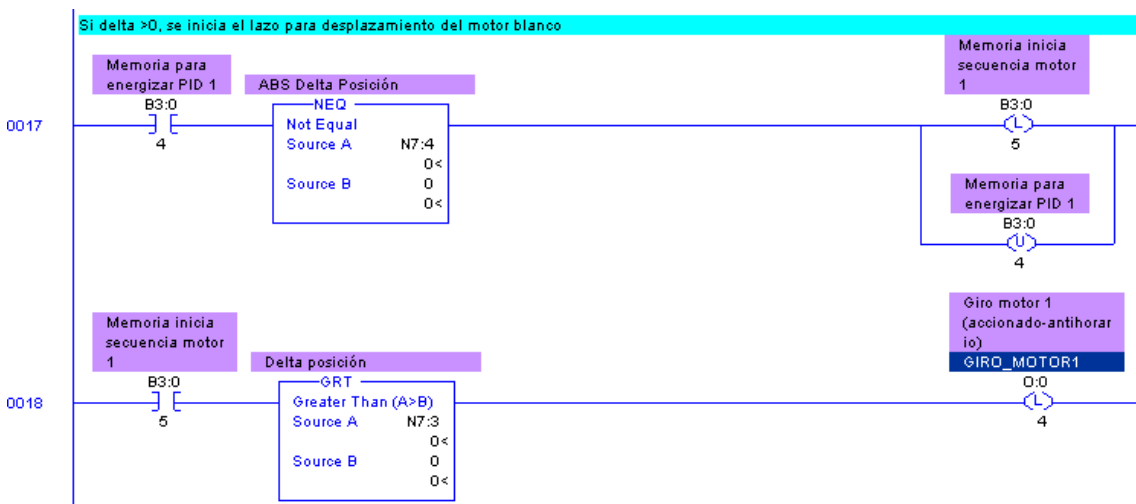 Si delta >0, se inicia el lazo para desplazamiento del motor blanco
Memoria para
energizar PID 1
B3:0
4
ABS Delta Posición
NEQ
Not Equal
Source A N7:4
0<
Source B 0
0<
Memoria inicia
secuencia motor
1
B3:0
L
5
Memoria para
energizar PID 1
B3:0
U
4
0017
Memoria inicia
secuencia motor
1
B3:0
5
Delta posición
GRT
Greater Than (A>B)
Source A N7:3
0<
Source B 0
0<
Giro motor 1
(accionado-antihorar
io)
GIRO_MOTOR1
O:0
L
4
0018